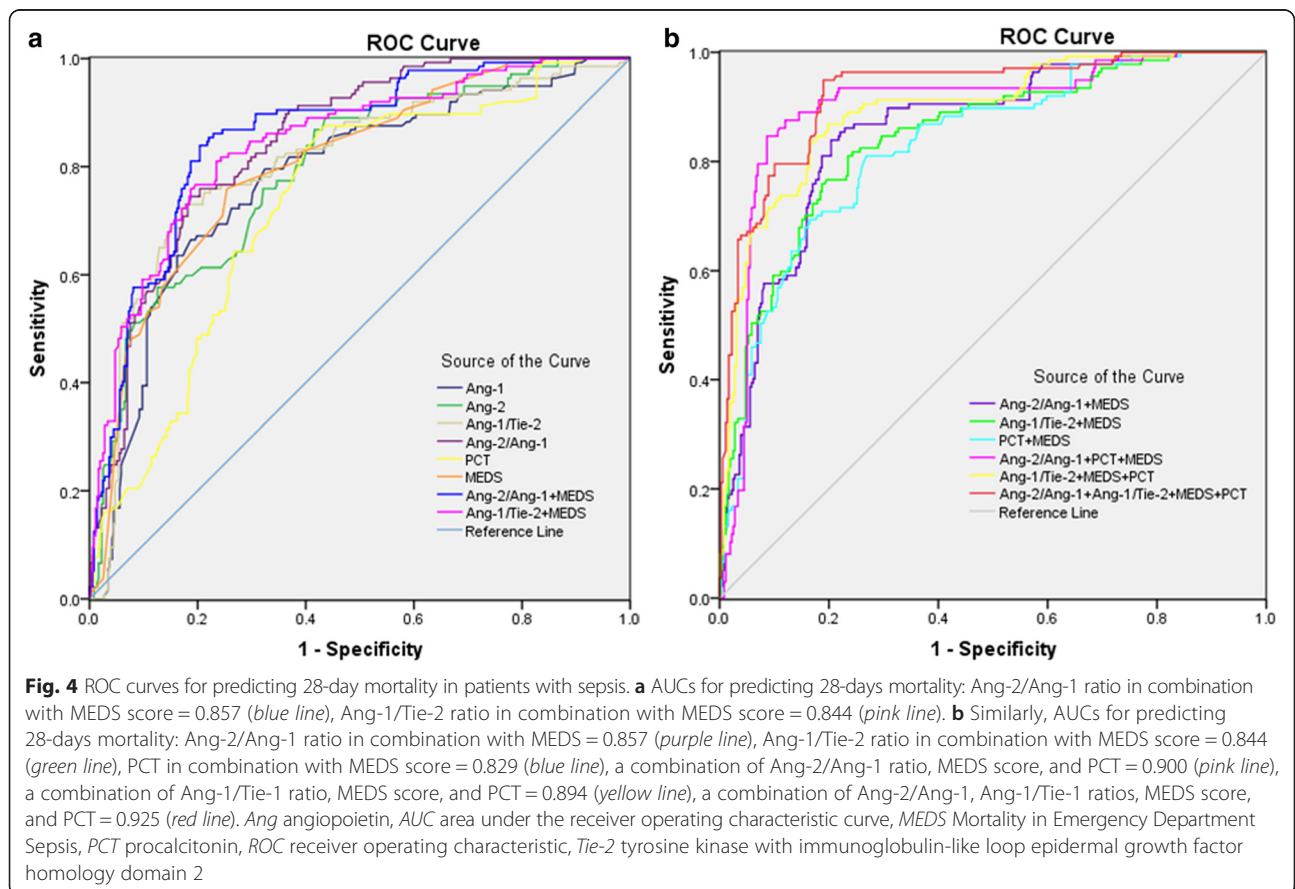 a
ROC Curve
1.0
0.8
0.6
0.4
0.2
0.0
Sensitivity
Source of the Curve
Ang-1
Ang-2
Ang-1/Tie-2
Ang-2/Ang-1
PCT
MEDS
Ang-2/Ang-1+MEDS
Ang-1/Tie-2+MEDS
Reference Line
0.0 0.2 0.4 0.6 0.8 1.0
1 - Specificity
b
ROC Curve
1.0
0.8
0.6
0.4
0.2
0.0
Sensitivity
Source of the Curve
Ang-2/Ang-1+MEDS
Ang-1/Tie-2+MEDS
PCT+MEDS
Ang-2/Ang-1+PCT+MEDS
Ang-1/Tie-2+MEDS+PCT
Ang-2/Ang-1+Ang-1/Tie-2+MEDS+PCT
Reference Line
0.0 0.2 0.4 0.6 0.8 1.0
1 - Specificity
Fig. 4 ROC curves for predicting 28-day mortality in patients with sepsis. a AUCs for predicting 28-days mortality: Ang-2/Ang-1 ratio in combination
with MEDS score = 0.857 (blue line), Ang-1/Tie-2 ratio in combination with MEDS score = 0.844 (pink line). b Similarly, AUCs for predicting
28-days mortality: Ang-2/Ang-1 ratio in combination with MEDS = 0.857 (purple line), Ang-1/Tie-2 ratio in combination with MEDS score = 0.844
(green line), PCT in combination with MEDS score = 0.829 (blue line), a combination of Ang-2/Ang-1 ratio, MEDS score, and PCT = 0.900 (pink line),
a combination of Ang-1/Tie-1 ratio, MEDS score, and PCT = 0.894 (yellow line), a combination of Ang-2/Ang-1, Ang-1/Tie-1 ratios, MEDS score,
and PCT = 0.925 (red line). Ang angiopoietin, AUC area under the receiver operating characteristic curve, MEDS Mortality in Emergency Department
Sepsis, PCT procalcitonin, ROC receiver operating characteristic, Tie-2 tyrosine kinase with immunoglobulin-like loop epidermal growth factor
homology domain 2